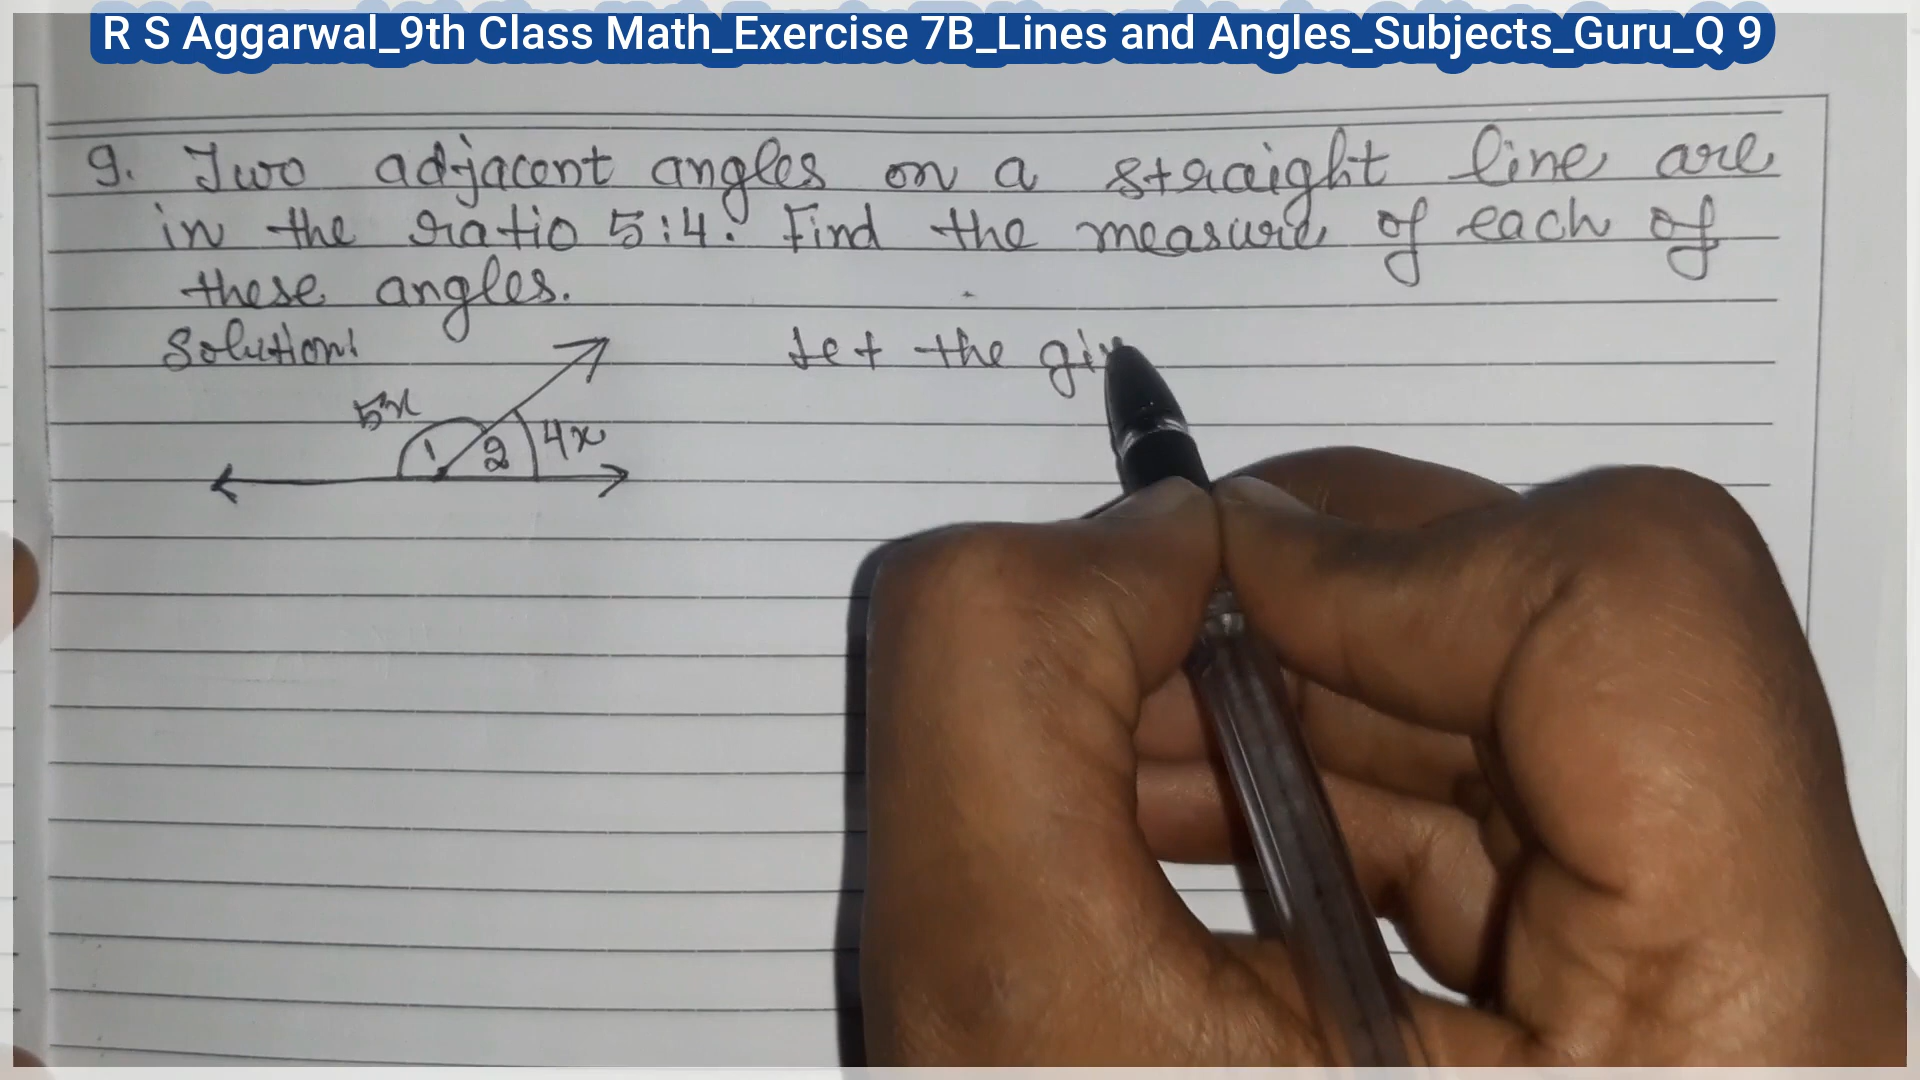 R S Aggarwal_9th Class Math_Exercise 7B_Lines and Angles_Subjects_Guru_Q 9
9. Two adjacent angles on a straight line are
in the ratio 5:4. Find the measure of each of
these angles.
Solution:
Let the giv
5x
1
2
4x